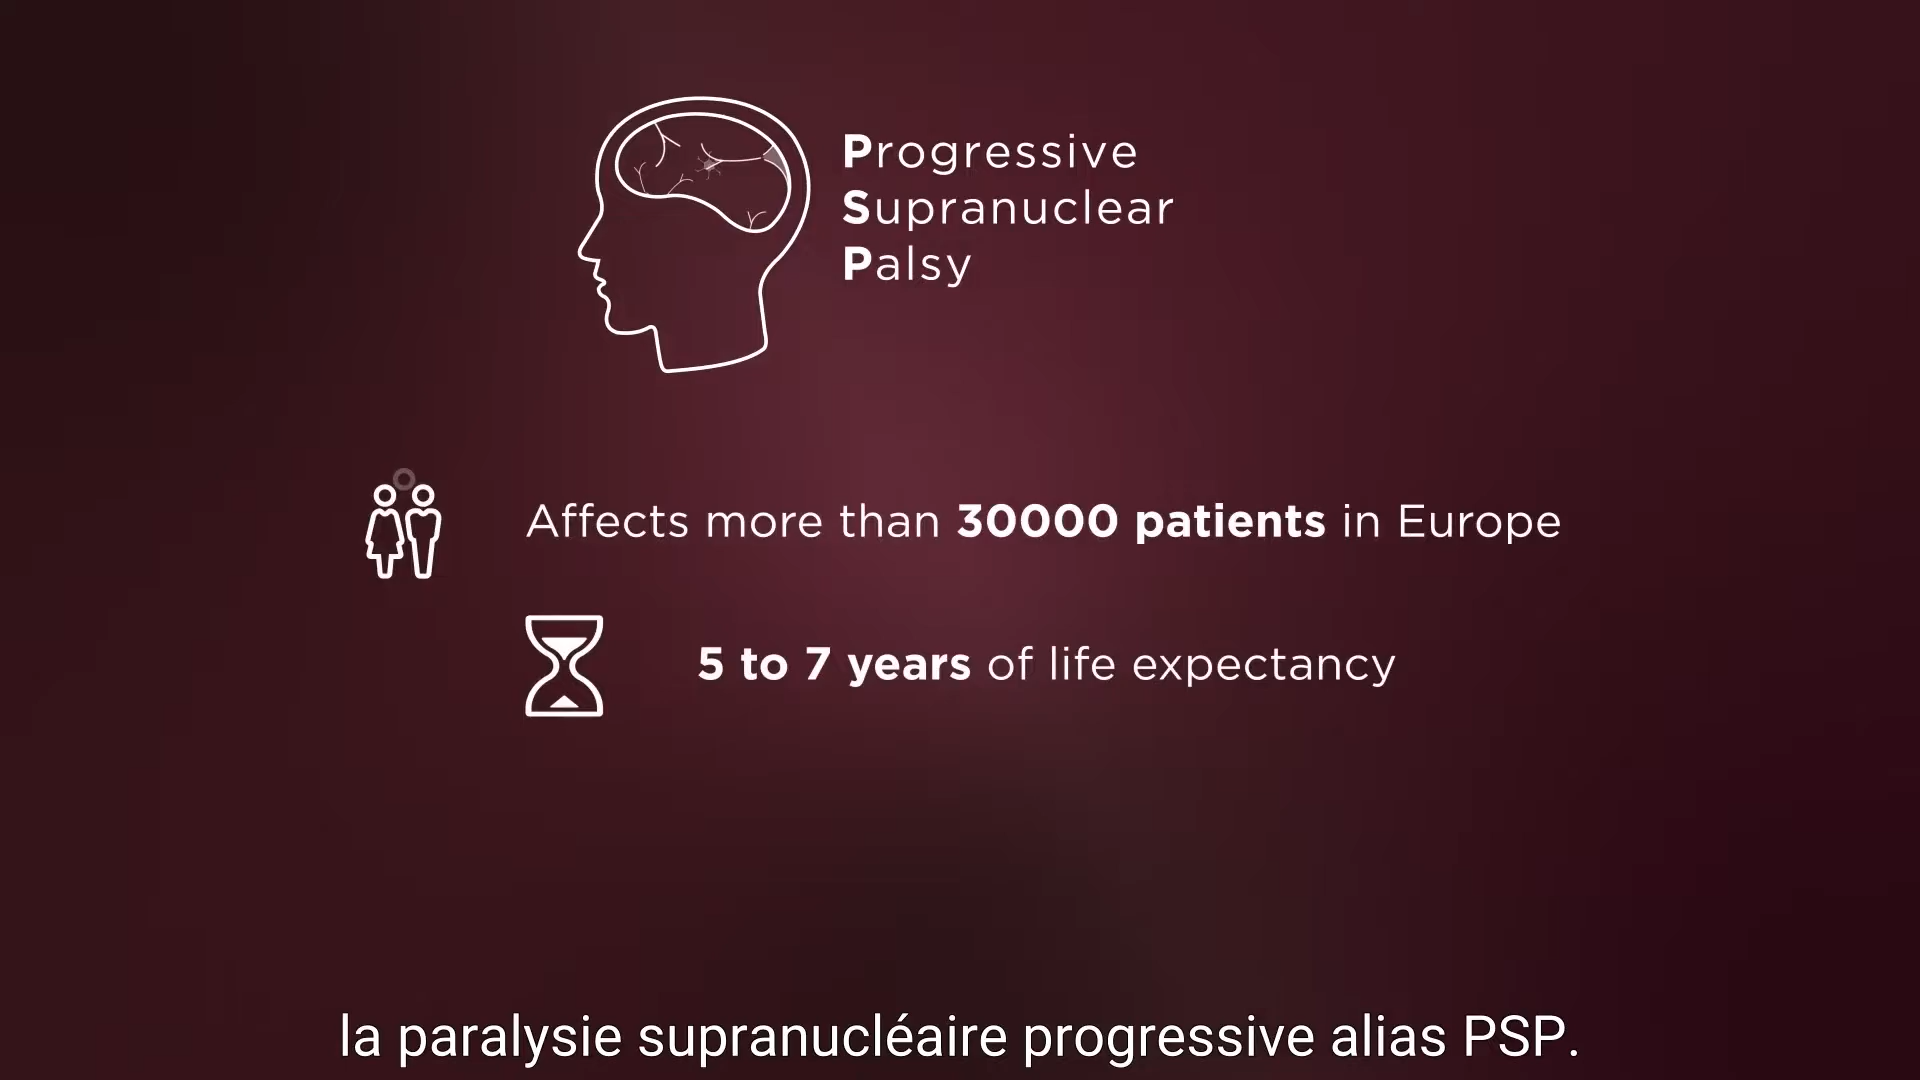 Progressive
Supranuclear
Palsy
Affects more than 30000 patients in Europe
5 to 7 years of life expectancy
la paralysie supranucléaire progressive alias PSP.